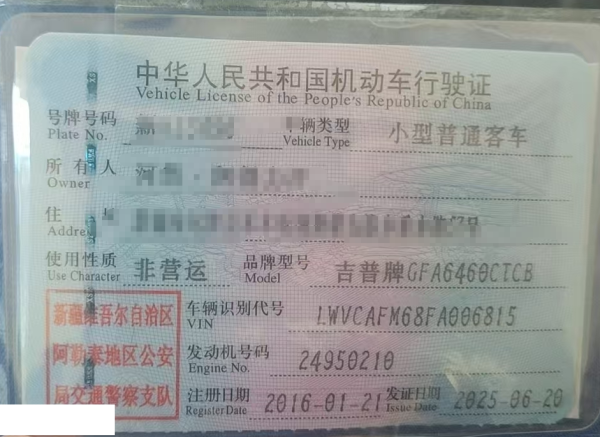 中华人民共和国机动车行驶证
Vehicle License of the People's Republic of China
号牌号码 新 车辆类型 小型普通客车
Plate No. Vehicle Type
所有人
Owner
住
Address 号
使用性质 非营运 品牌型号 吉普牌GFA6460CTCB
Use Character Model
新疆维吾尔自治区 车辆识别代号 LWVCAFM68FA006815
VIN
阿勒泰地区公安 发动机号码 24950210
Engine No.
局交通警察支队 注册日期 2016-01-21 发证日期 2025-06-20
Register Date Issue Date